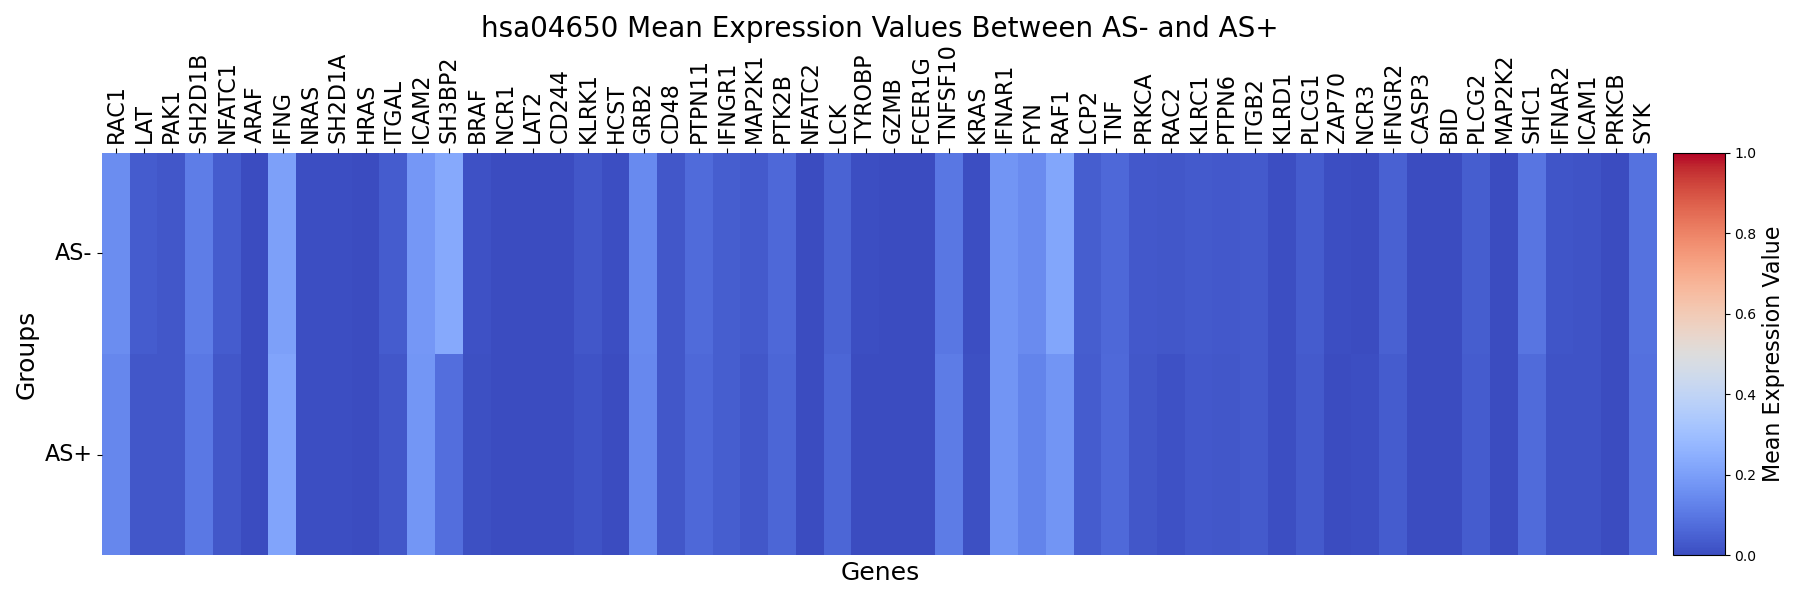 hsa04650 Mean Expression Values Between AS- and AS+
RAC1
LAT
PAK1
SH2D1B
NFATC1
ARAF
IFNG
NRAS
SH2D1A
HRAS
ITGAL
ICAM2
SH3BP2
BRAF
NCR1
LAT2
CD244
KLRK1
HCST
GRB2
CD48
PTPN11
IFNGR1
MAP2K1
PTK2B
NFATC2
LCK
TYROBP
GZMB
FCER1G
TNFSF10
KRAS
IFNAR1
FYN
RAF1
LCP2
TNF
PRKCA
RAC2
KLRC1
PTPN6
ITGB2
KLRD1
PLCG1
ZAP70
NCR3
IFNGR2
CASP3
BID
PLCG2
MAP2K2
SHC1
IFNAR2
ICAM1
PRKCB
SYK
Groups
AS-
AS+
Genes
1.0
0.8
0.6
0.4
0.2
0.0
Mean Expression Value